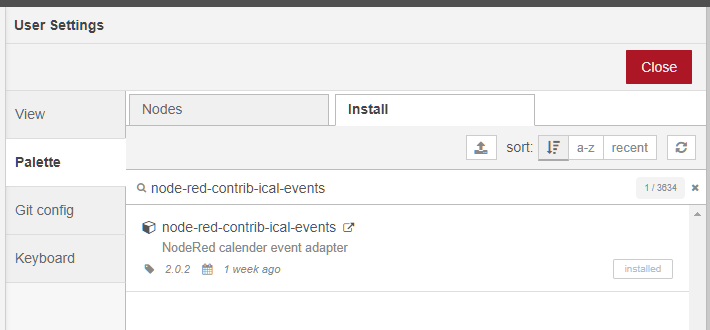 User Settings
Close
View
Palette
Git config
Keyboard
Nodes
Install
sort: a-z recent
node-red-contrib-ical-events 1 / 3634
node-red-contrib-ical-events
NodeRed calender event adapter
2.0.2 1 week ago
installed